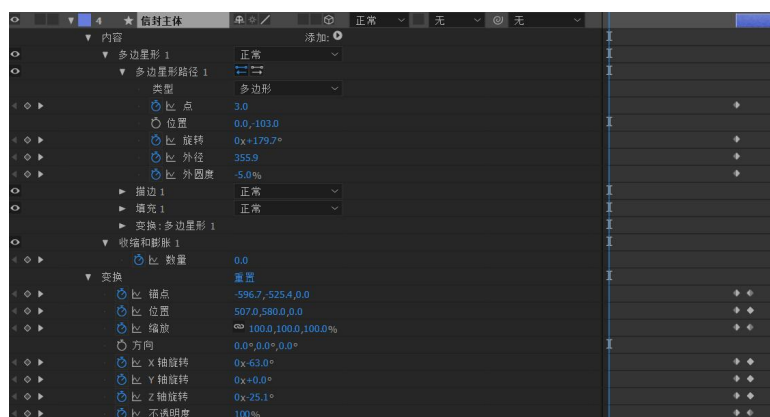 4 信封主体 正常 无 无
内容 添加:
多边星形 1 正常
多边星形路径 1
类型 多边形
点 3.0
位置 0.0,-103.0
旋转 0x+179.7°
外径 355.9
外圆度 -5.0%
描边 1 正常
填充 1 正常
变换:多边星形 1
收缩和膨胀 1
数量 0.0
变换 重置
锚点 -596.7,-525.4,0.0
位置 507.0,580.0,0.0
缩放 100.0,100.0,100.0%
方向 0.0°,0.0°,0.0°
X 轴旋转 0x-63.0°
Y 轴旋转 0x+0.0°
Z 轴旋转 0x-25.1°
不透明度 100%